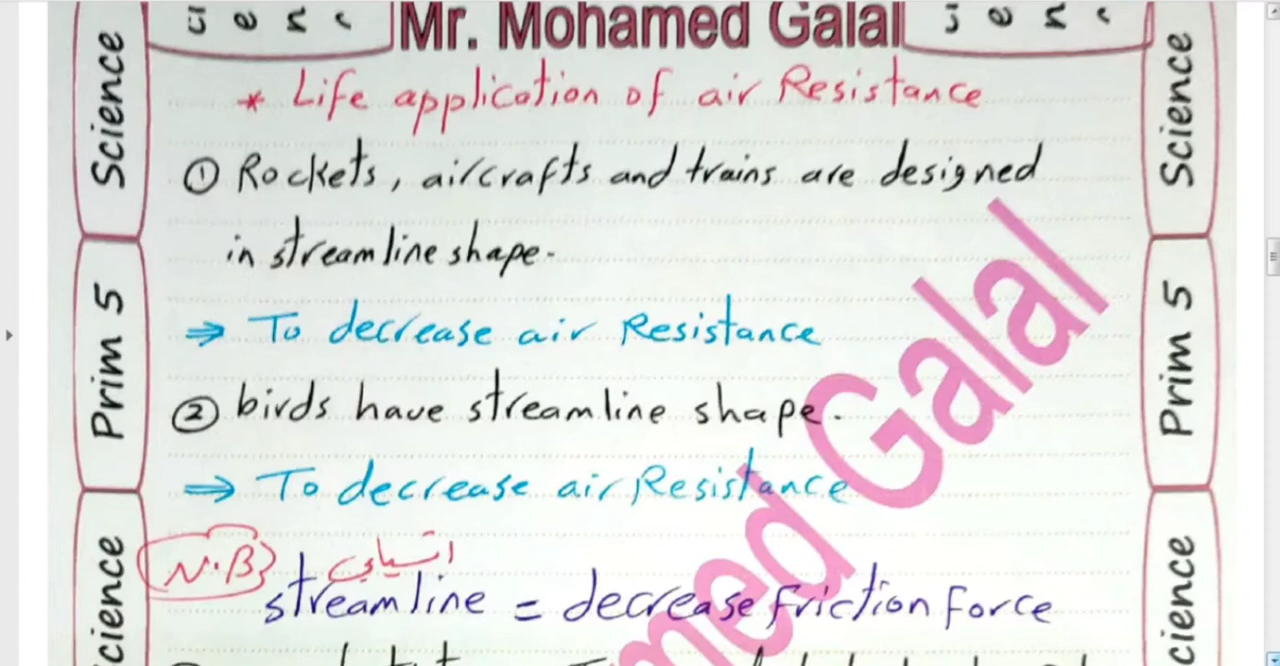 Mr. Mohamed Galal
* Life application of air Resistance
① Rockets, aircrafts and trains are designed
in streamline shape.
⇒ To decrease air Resistance
② birds have streamline shape.
⇒ To decrease air Resistance
N.B انسيابي
streamline = decrease friction force
Science
Prim 5
Science
Science
Prim 5
cience
med Galal